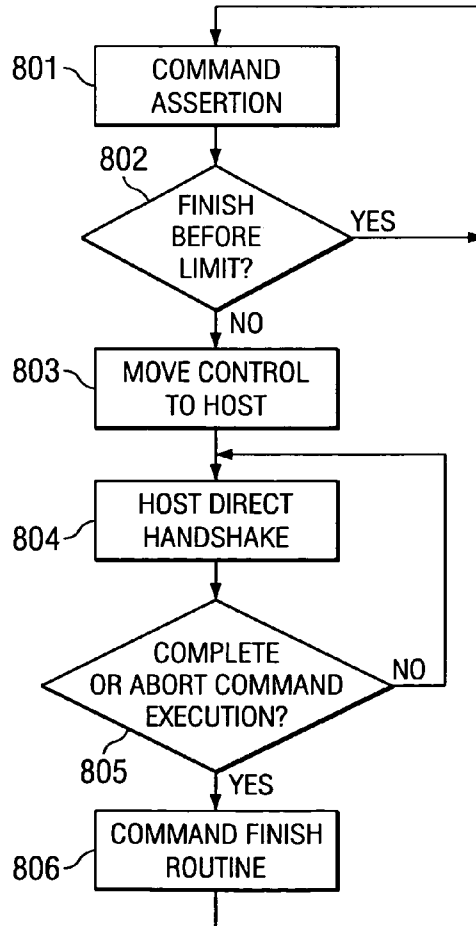 801
COMMAND
ASSERTION
802
FINISH
BEFORE
LIMIT?
YES
NO
803
MOVE CONTROL
TO HOST
804
HOST DIRECT
HANDSHAKE
COMPLETE
OR ABORT COMMAND
EXECUTION?
NO
805
YES
806
COMMAND FINISH
ROUTINE